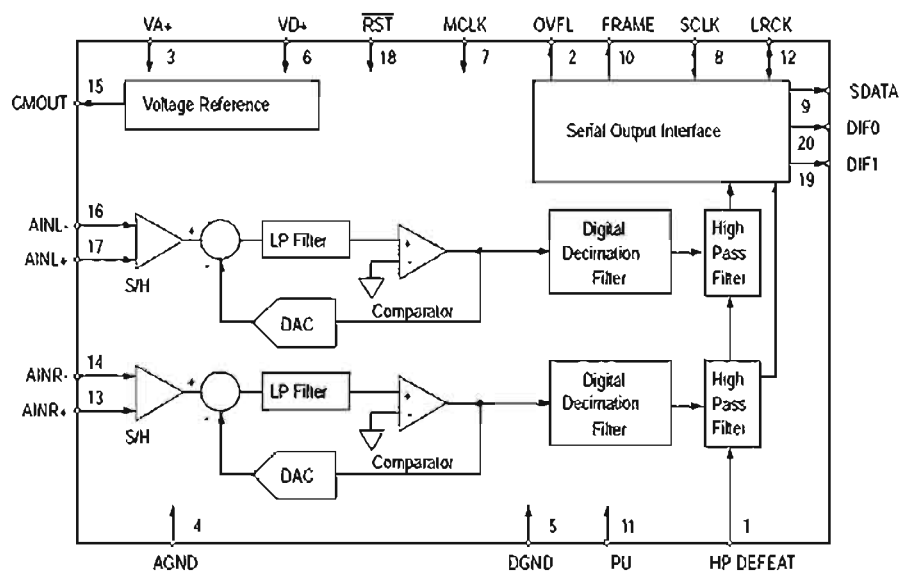 VA+ VD+ RST MCLK OVFL FRAME SCLK LRCK
3 6 18 7 2 10 8 12
15
CMOUT
Voltage Reference
Serial Output Interface
SDATA
9
DIF0
20
DIF1
19
16
AINL-
17
AINL+
S/H
+
-
LP Filter
+
-
Comparator
DAC
Digital
Decimation
Filter
High
Pass
Filter
14
AINR-
13
AINR+
S/H
+
-
LP Filter
+
-
Comparator
DAC
Digital
Decimation
Filter
High
Pass
Filter
4 5 11 1
AGND DGND PU HP DEFEAT